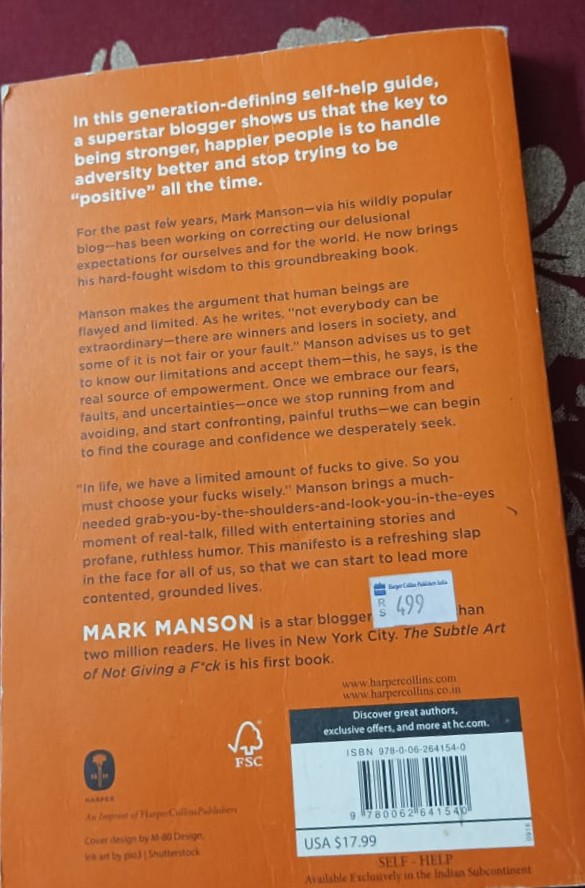 In this generation-defining self-help guide,
a superstar blogger shows us that the key to
being stronger, happier people is to handle
adversity better and stop trying to be
“positive” all the time.
For the past few years, Mark Manson—via his wildly popular
blog—has been working on correcting our delusional
expectations for ourselves and for the world. He now brings
his hard-fought wisdom to this groundbreaking book.
Manson makes the argument that human beings are
flawed and limited. As he writes, “not everybody can be
extraordinary—there are winners and losers in society, and
some of it is not fair or your fault.” Manson advises us to get
to know our limitations and accept them—this, he says, is the
real source of empowerment. Once we embrace our fears,
faults, and uncertainties—once we stop running from and
avoiding, and start confronting, painful truths—we can begin
to find the courage and confidence we desperately seek.
“In life, we have a limited amount of fucks to give. So you
must choose your fucks wisely.” Manson brings a much-
needed grab-you-by-the-shoulders-and-look-you-in-the-eyes
moment of real-talk, filled with entertaining stories and
profane, ruthless humor. This manifesto is a refreshing slap
in the face for all of us, so that we can start to lead more
contented, grounded lives.
Harper Collins Publishers India
RS 499
MARK MANSON is a star blogger han
two million readers. He lives in New York City. The Subtle Art
of Not Giving a F*ck is his first book.
www.harpercollins.com
www.harpercollins.co.in
Discover great authors,
exclusive offers, and more at hc.com.
ISBN 978-0-06-264154-0
9 780062 641540
USA $17.99
0916
FSC
HARPER
An Imprint of HarperCollinsPublishers
Cover design by M-80 Design,
Ink art by pio3 | Shutterstock
SELF - HELP
Available Exclusively in the Indian Subcontinent